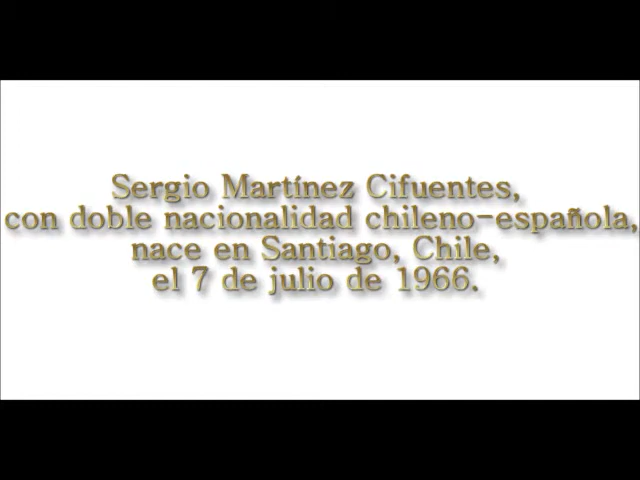 Sergio Martínez Cifuentes,
con doble nacionalidad chileno-española,
nace en Santiago, Chile,
el 7 de julio de 1966.